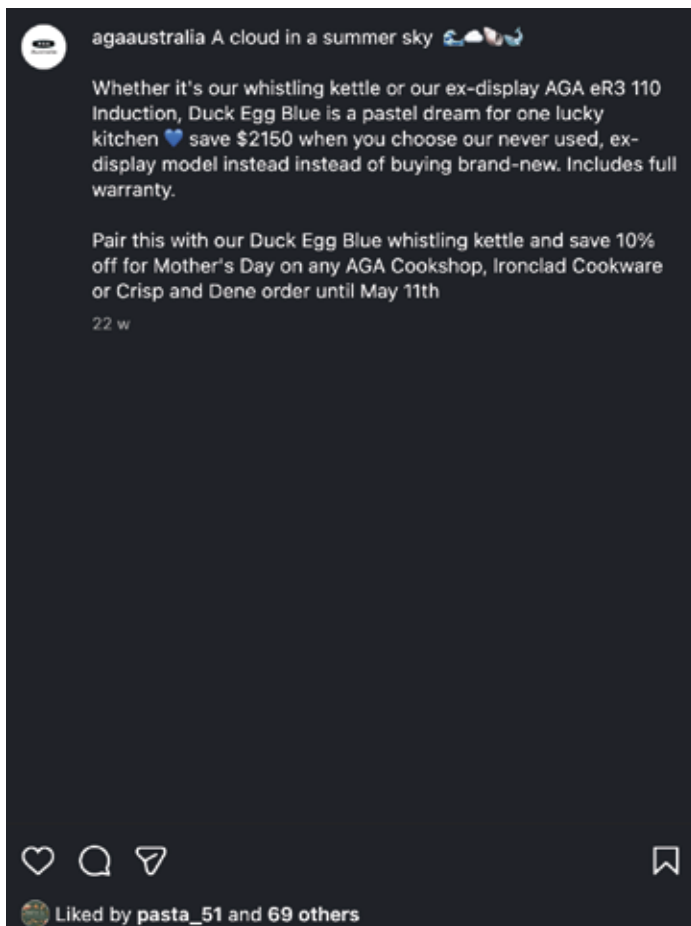 agaaustralia A cloud in a summer sky 🌊☁️🐚🧜‍♀️
Whether it's our whistling kettle or our ex-display AGA eR3 110
Induction, Duck Egg Blue is a pastel dream for one lucky
kitchen 💙 save $2150 when you choose our never used, ex-
display model instead instead of buying brand-new. Includes full
warranty.
Pair this with our Duck Egg Blue whistling kettle and save 10%
off for Mother's Day on any AGA Cookshop, Ironclad Cookware
or Crisp and Dene order until May 11th
22 w
Liked by pasta_51 and 69 others